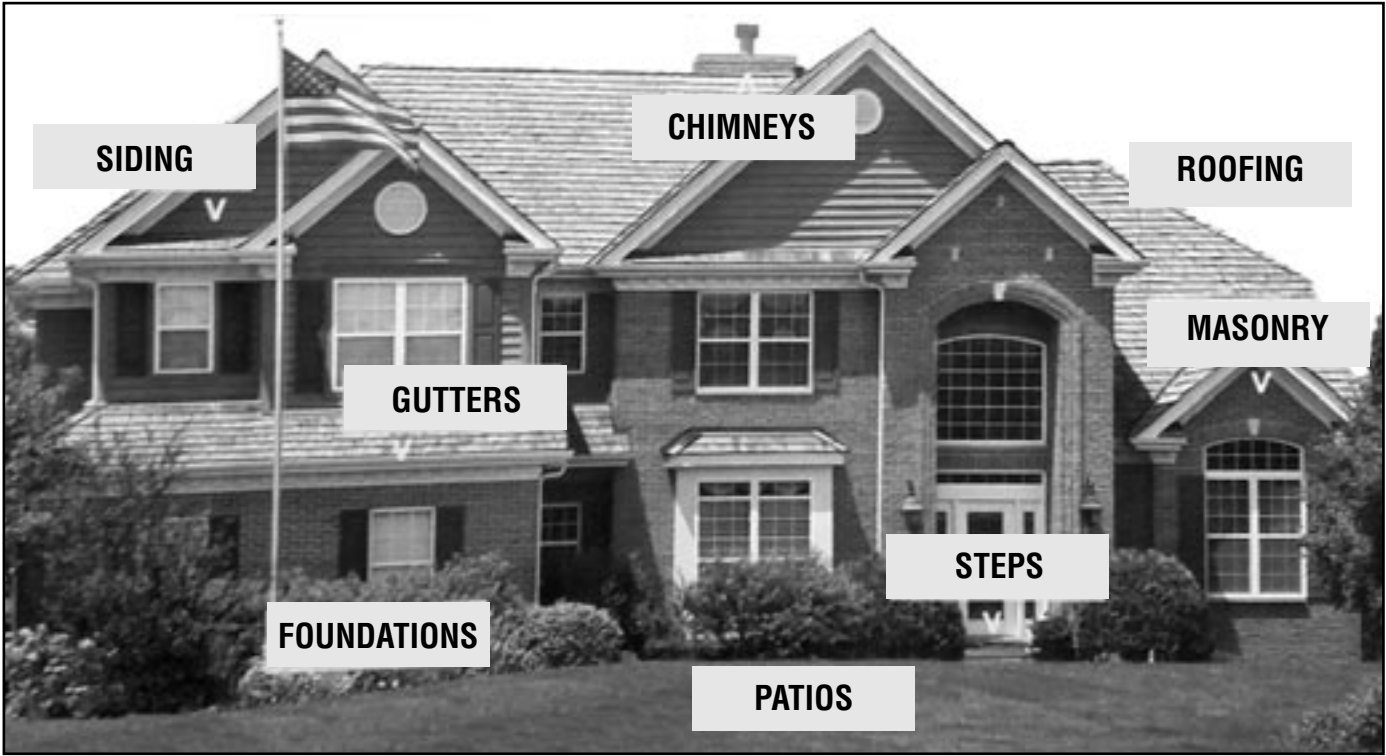 CHIMNEYS
SIDING
ROOFING
MASONRY
GUTTERS
STEPS
FOUNDATIONS
PATIOS